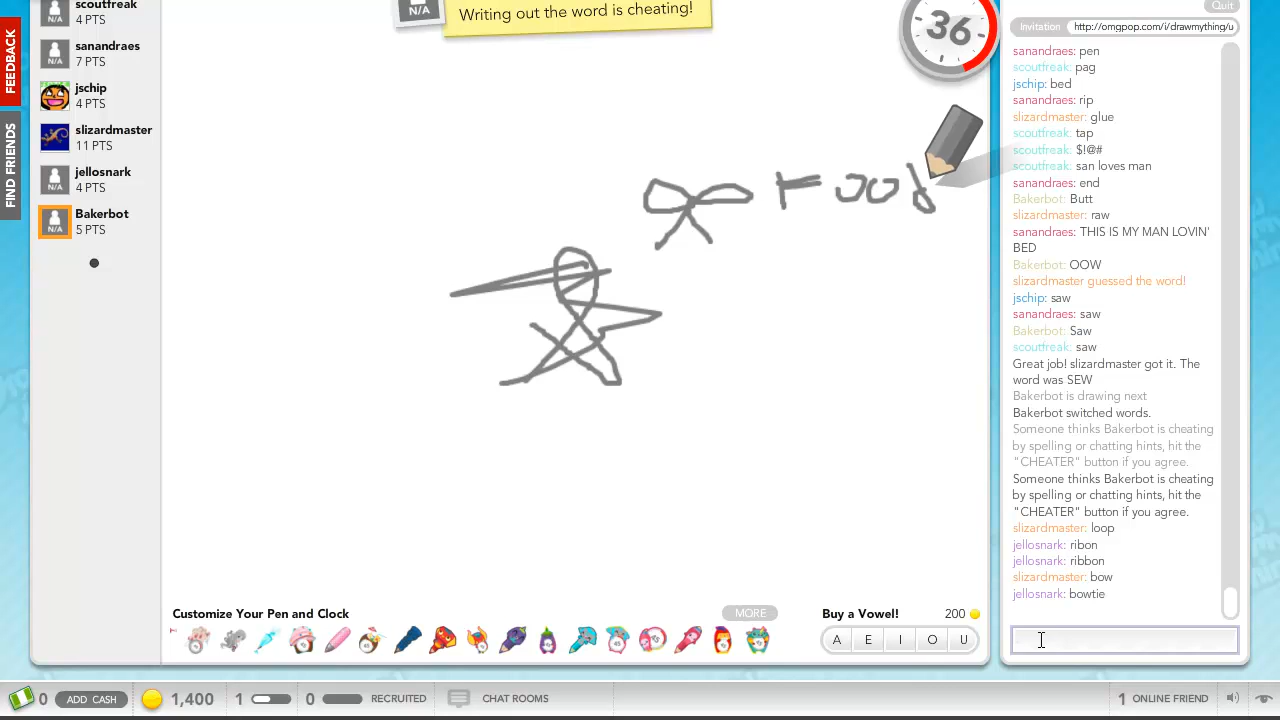 FEEDBACK
FIND FRIENDS
scoutfreak
4 PTS
sanandraes
7 PTS
jschip
4 PTS
slizardmaster
11 PTS
jellosnark
4 PTS
Bakerbot
5 PTS
N/A
N/A
N/A
N/A
N/A
Writing out the word is cheating!
36
FOOD
Customize Your Pen and Clock
MORE
Buy a Vowel!
200
A E I O U
Quit
Invitation http://omgpop.com/i/drawmything/u
sanandraes: pen
scoutfreak: pag
jschip: bed
sanandraes: rip
slizardmaster: glue
scoutfreak: tap
scoutfreak: $!@#
scoutfreak: san loves man
sanandraes: end
Bakerbot: Butt
slizardmaster: raw
sanandraes: THIS IS MY MAN LOVIN'
BED
Bakerbot: OOW
slizardmaster guessed the word!
jschip: saw
sanandraes: saw
Bakerbot: Saw
scoutfreak: saw
Great job! slizardmaster got it. The
word was SEW
Bakerbot is drawing next
Bakerbot switched words.
Someone thinks Bakerbot is cheating
by spelling or chatting hints, hit the
"CHEATER" button if you agree.
Someone thinks Bakerbot is cheating
by spelling or chatting hints, hit the
"CHEATER" button if you agree.
slizardmaster: loop
jellosnark: ribon
jellosnark: ribbon
slizardmaster: bow
jellosnark: bowtie
0 ADD CASH 1,400 1 0 RECRUITED CHAT ROOMS 1 ONLINE FRIEND